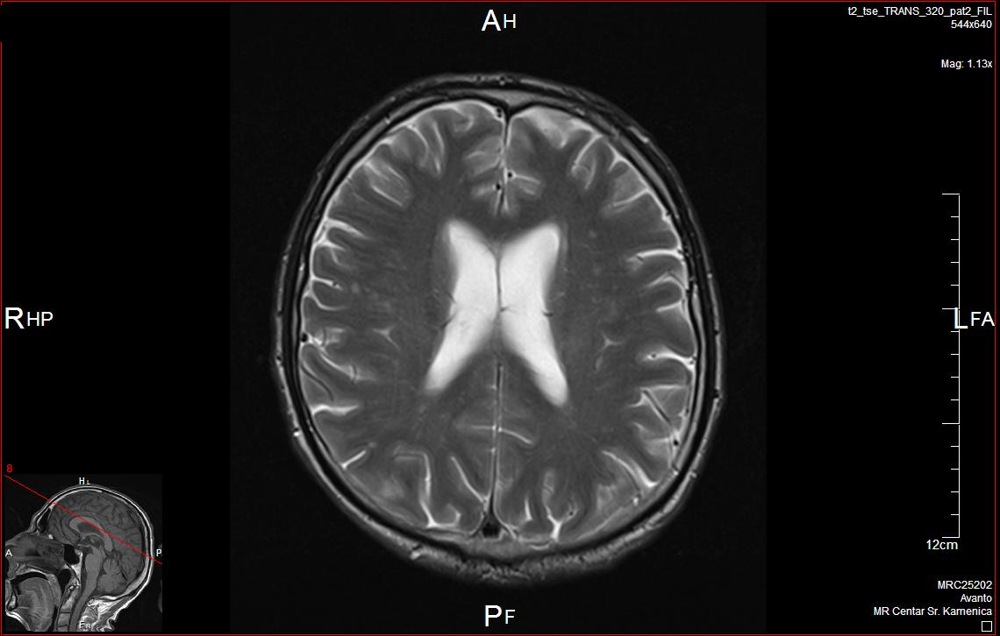 AH
t2_tse_TRANS_320_pat2_FIL
544x640
Mag: 1.13x
RHP
LFA
8
HL
A
P
FR
12cm
MRC25202
Avanto
MR Centar Sr. Kamenica
PF